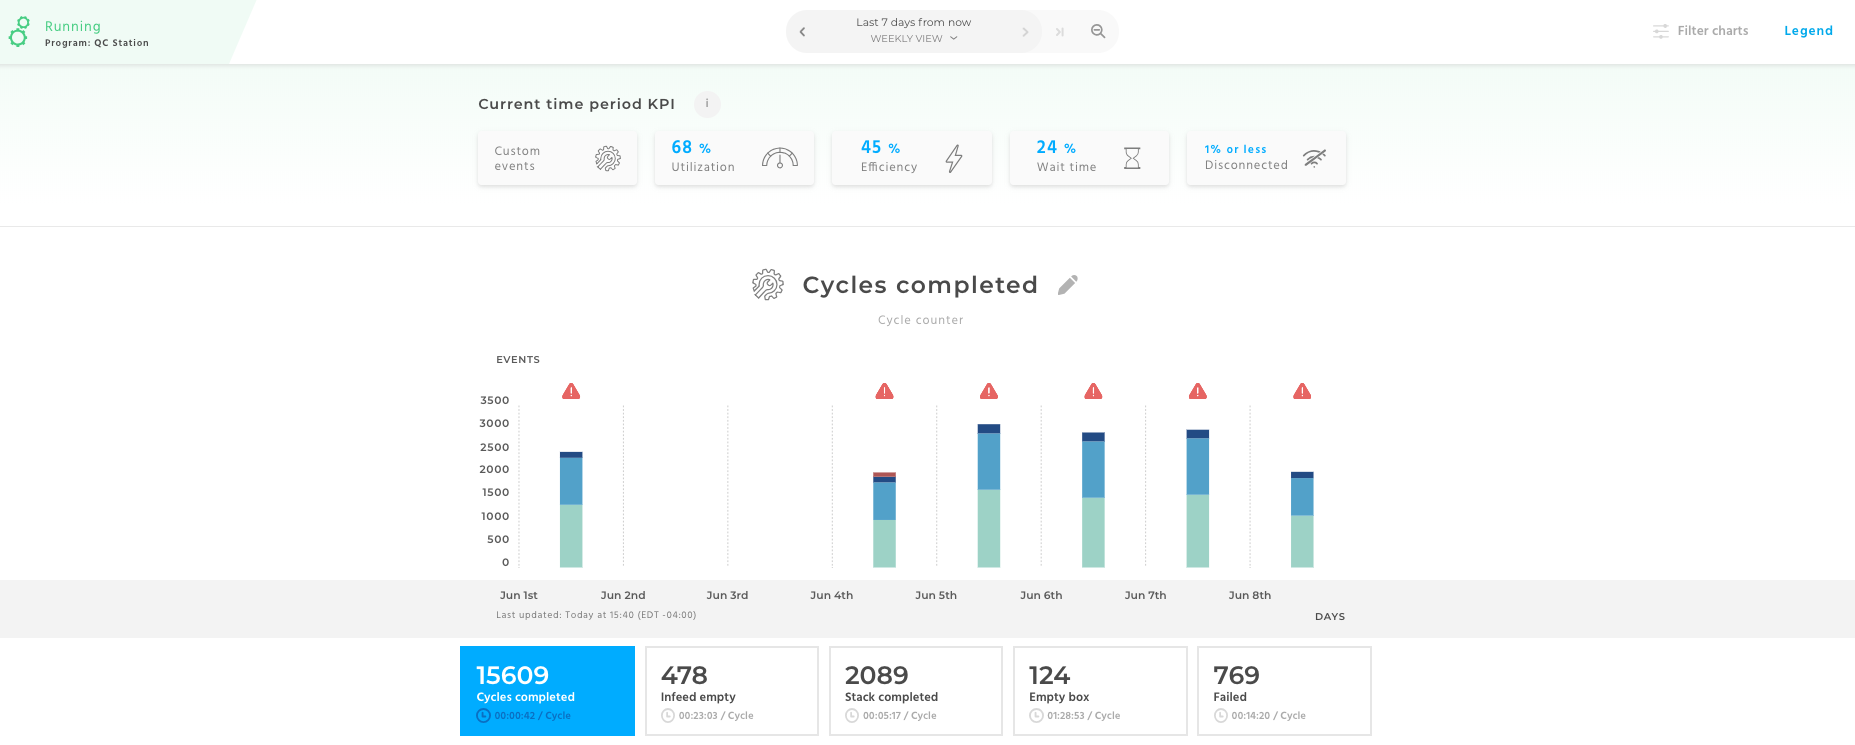 Running
Program: QC Station
Last 7 days from now
WEEKLY VIEW
Filter charts
Legend
Current time period KPI
i
Custom
events
68 %
Utilization
45 %
Efficiency
24 %
Wait time
1% or less
Disconnected
Cycles completed
Cycle counter
EVENTS
3500
3000
2500
2000
1500
1000
500
0
Jun 1st
Jun 2nd
Jun 3rd
Jun 4th
Jun 5th
Jun 6th
Jun 7th
Jun 8th
Last updated: Today at 15:40 (EDT -04:00)
DAYS
15609
Cycles completed
00:00:42 / Cycle
478
Infeed empty
00:23:03 / Cycle
2089
Stack completed
00:05:17 / Cycle
124
Empty box
01:28:53 / Cycle
769
Failed
00:14:20 / Cycle